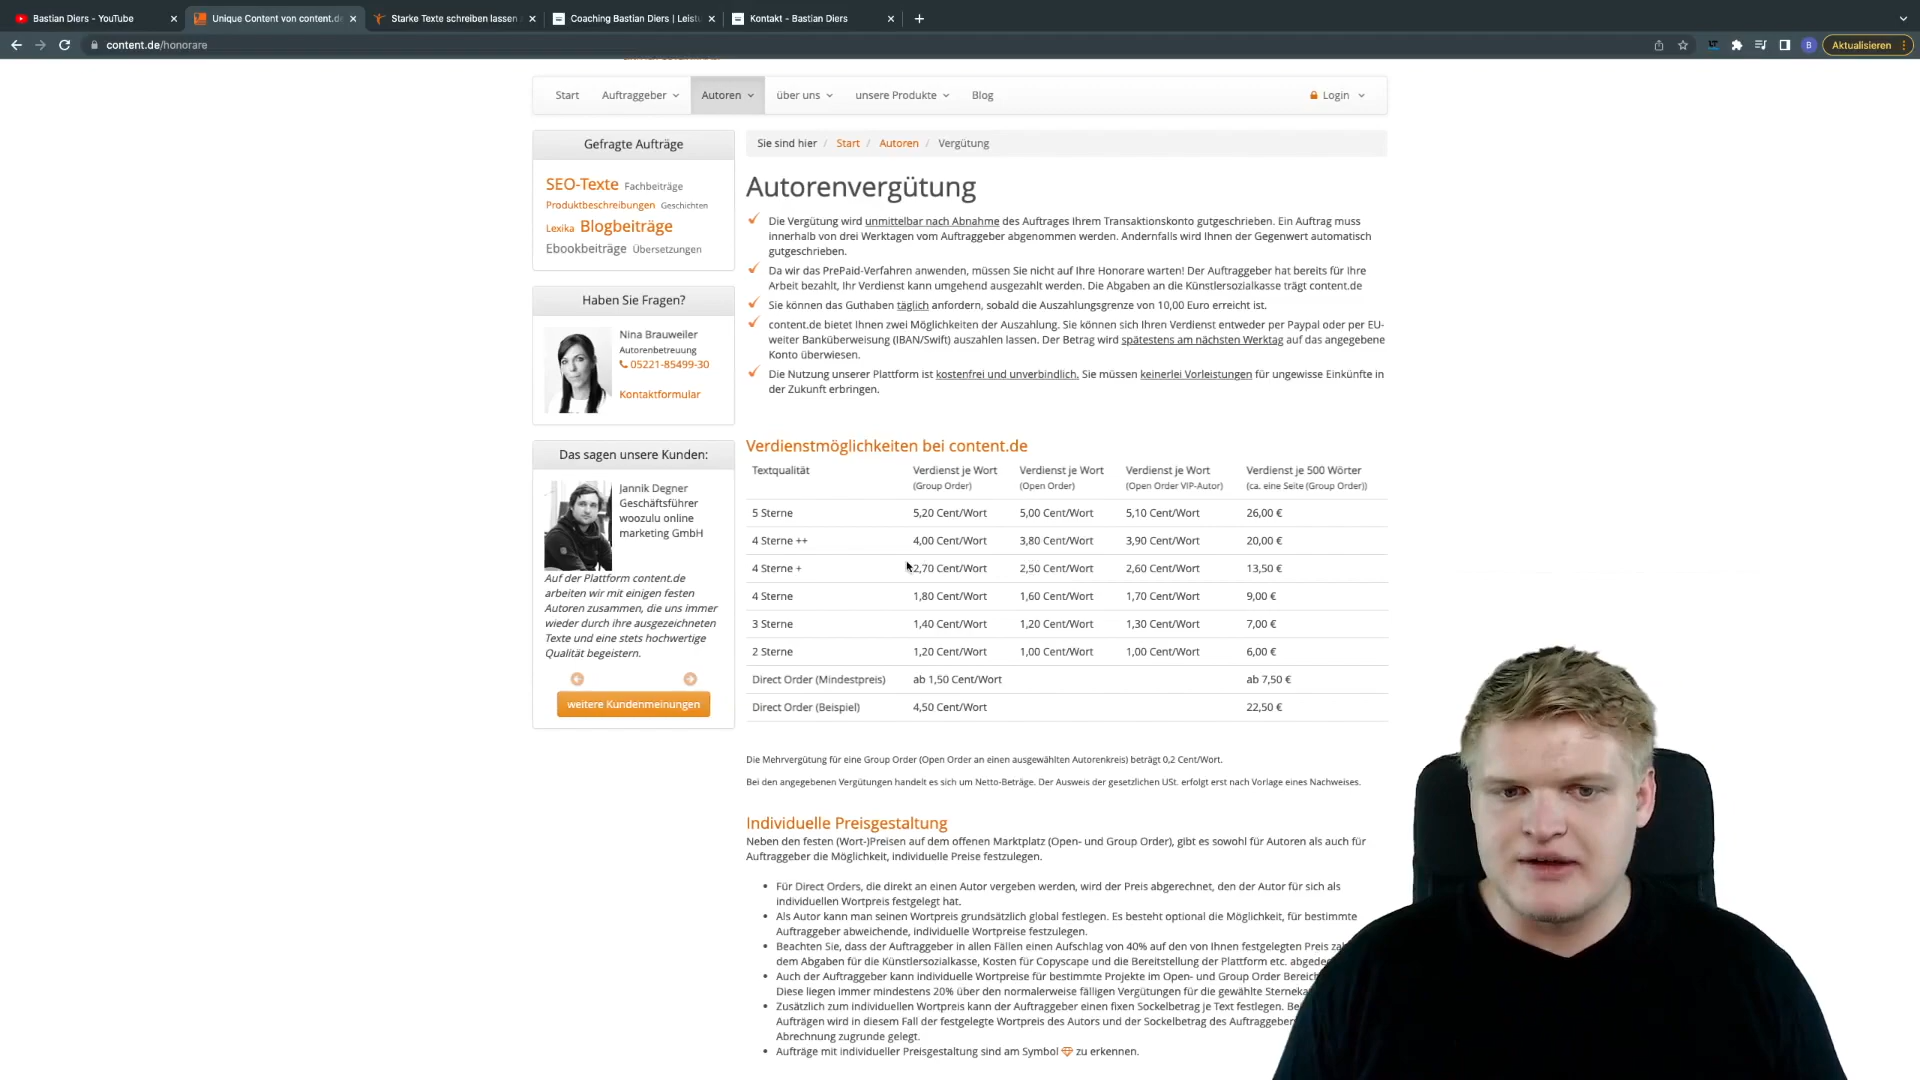 Bastian Diers - YouTube
Unique Content von content.de
Starke Texte schreiben lassen
Coaching Bastian Diers | Leist
Kontakt - Bastian Diers
content.de/honorare
B
Aktualisieren
Start
Auftraggeber
Autoren
über uns
unsere Produkte
Blog
Login
Gefragte Aufträge
SEO-Texte Fachbeiträge
Produktbeschreibungen Geschichten
Lexika Blogbeiträge
Ebookbeiträge Übersetzungen
Haben Sie Fragen?
Nina Brauweiler
Autorenbetreuung
05221-85499-30
Kontaktformular
Das sagen unsere Kunden:
Jannik Degner
Geschäftsführer
woozulu online
marketing GmbH
Auf der Plattform content.de
arbeiten wir mit einigen festen
Autoren zusammen, die uns immer
wieder durch ihre ausgezeichneten
Texte und eine stets hochwertige
Qualität begeistern.
weitere Kundenmeinungen
Sie sind hier / Start / Autoren / Vergütung
Autorenvergütung
Die Vergütung wird unmittelbar nach Abnahme des Auftrages Ihrem Transaktionskonto gutgeschrieben. Ein Auftrag muss
innerhalb von drei Werktagen vom Auftraggeber abgenommen werden. Andernfalls wird Ihnen der Gegenwert automatisch
gutgeschrieben.
Da wir das PrePaid-Verfahren anwenden, müssen Sie nicht auf Ihre Honorare warten! Der Auftraggeber hat bereits für Ihre
Arbeit bezahlt, Ihr Verdienst kann umgehend ausgezahlt werden. Die Abgaben an die Künstlersozialkasse trägt content.de
Sie können das Guthaben täglich anfordern, sobald die Auszahlungsgrenze von 10,00 Euro erreicht ist.
content.de bietet Ihnen zwei Möglichkeiten der Auszahlung. Sie können sich Ihren Verdienst entweder per Paypal oder per EU-
weiter Banküberweisung (IBAN/Swift) auszahlen lassen. Der Betrag wird spätestens am nächsten Werktag auf das angegebene
Konto überwiesen.
Die Nutzung unserer Plattform ist kostenfrei und unverbindlich. Sie müssen keinerlei Vorleistungen für ungewisse Einkünfte in
der Zukunft erbringen.
Verdienstmöglichkeiten bei content.de
Textqualität Verdienst je Wort Verdienst je Wort Verdienst je Wort Verdienst je 500 Wörter
(Group Order) (Open Order) (Open Order VIP-Autor) (ca. eine Seite (Group Order))
5 Sterne 5,20 Cent/Wort 5,00 Cent/Wort 5,10 Cent/Wort 26,00 €
4 Sterne ++ 4,00 Cent/Wort 3,80 Cent/Wort 3,90 Cent/Wort 20,00 €
4 Sterne + 2,70 Cent/Wort 2,50 Cent/Wort 2,60 Cent/Wort 13,50 €
4 Sterne 1,80 Cent/Wort 1,60 Cent/Wort 1,70 Cent/Wort 9,00 €
3 Sterne 1,40 Cent/Wort 1,20 Cent/Wort 1,30 Cent/Wort 7,00 €
2 Sterne 1,20 Cent/Wort 1,00 Cent/Wort 1,00 Cent/Wort 6,00 €
Direct Order (Mindestpreis) ab 1,50 Cent/Wort ab 7,50 €
Direct Order (Beispiel) 4,50 Cent/Wort 22,50 €
Die Mehrvergütung für eine Group Order (Open Order an einen ausgewählten Autorenkreis) beträgt 0,2 Cent/Wort.
Bei den angegebenen Vergütungen handelt es sich um Netto-Beträge. Der Ausweis der gesetzlichen USt. erfolgt erst nach Vorlage eines Nachweises.
Individuelle Preisgestaltung
Neben den festen (Wort-)Preisen auf dem offenen Marktplatz (Open- und Group Order), gibt es sowohl für Autoren als auch für
Auftraggeber die Möglichkeit, individuelle Preise festzulegen.
Für Direct Orders, die direkt an einen Autor vergeben werden, wird der Preis abgerechnet, den der Autor für sich als
individuellen Wortpreis festgelegt hat.
Als Autor kann man seinen Wortpreis grundsätzlich global festlegen. Es besteht optional die Möglichkeit, für bestimmte
Auftraggeber abweichende, individuelle Wortpreise festzulegen.
Beachten Sie, dass der Auftraggeber in allen Fällen einen Aufschlag von 40% auf den von Ihnen festgelegten Preis
dem Abgaben für die Künstlersozialkasse, Kosten für Copyscape und die Bereitstellung der Plattform etc.
Auch der Auftraggeber kann individuelle Wortpreise für bestimmte Projekte im Open- und Group Order
Diese liegen immer mindestens 20% über den normalerweise fälligen Vergütungen für die gewählte
Zusätzlich zum individuellen Wortpreis kann der Auftraggeber einen fixen Sockelbetrag je Text festlegen.
Aufträgen wird in diesem Fall der festgelegte Wortpreis des Autors und der Sockelbetrag des
Abrechnung zugrunde gelegt.
Aufträge mit individueller Preisgestaltung sind am Symbol zu erkennen.